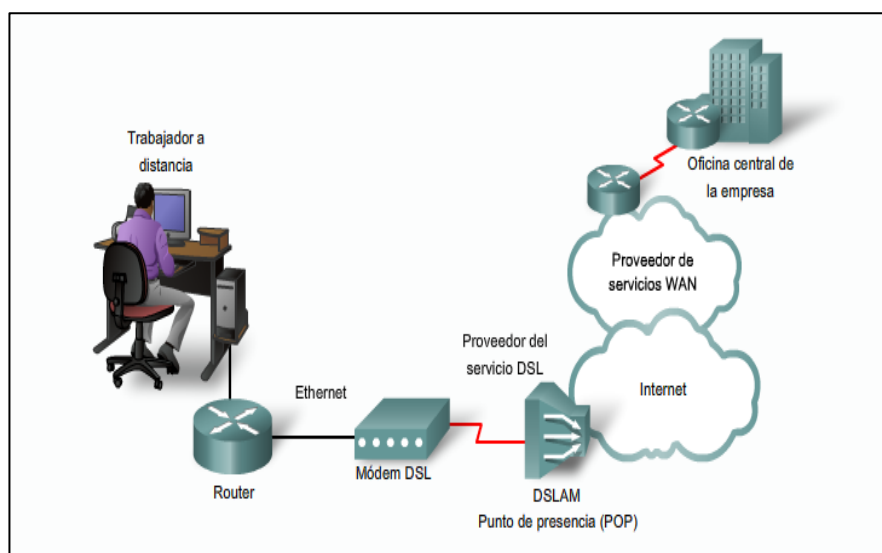 Trabajador a
distancia
Oficina central de
la empresa
Proveedor de
servicios WAN
Proveedor del
servicio DSL
Internet
Ethernet
Módem DSL
Router
DSLAM
Punto de presencia (POP)